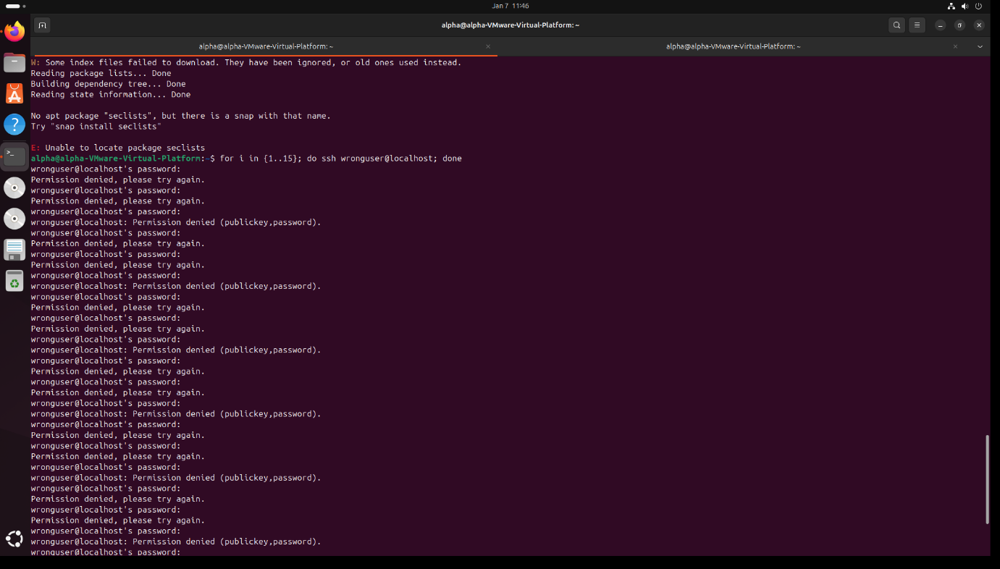 Jan 7 11:46
alpha@alpha-VMware-Virtual-Platform: ~
alpha@alpha-VMware-Virtual-Platform: ~
alpha@alpha-VMware-Virtual-Platform: ~
W: Some index files failed to download. They have been ignored, or old ones used instead.
Reading package lists... Done
Building dependency tree... Done
Reading state information... Done
No apt package "seclists", but there is a snap with that name.
Try "snap install seclists"
E: Unable to locate package seclists
alpha@alpha-VMware-Virtual-Platform:~$ for i in {1..15}; do ssh wronguser@localhost; done
wronguser@localhost's password:
Permission denied, please try again.
wronguser@localhost's password:
Permission denied, please try again.
wronguser@localhost's password:
wronguser@localhost: Permission denied (publickey,password).
wronguser@localhost's password:
Permission denied, please try again.
wronguser@localhost's password:
Permission denied, please try again.
wronguser@localhost's password:
wronguser@localhost: Permission denied (publickey,password).
wronguser@localhost's password:
Permission denied, please try again.
wronguser@localhost's password:
Permission denied, please try again.
wronguser@localhost's password:
wronguser@localhost: Permission denied (publickey,password).
wronguser@localhost's password:
Permission denied, please try again.
wronguser@localhost's password:
Permission denied, please try again.
wronguser@localhost's password:
wronguser@localhost: Permission denied (publickey,password).
wronguser@localhost's password:
Permission denied, please try again.
wronguser@localhost's password:
Permission denied, please try again.
wronguser@localhost's password:
wronguser@localhost: Permission denied (publickey,password).
wronguser@localhost's password:
Permission denied, please try again.
wronguser@localhost's password:
Permission denied, please try again.
wronguser@localhost's password:
wronguser@localhost: Permission denied (publickey,password).
wronguser@localhost's password: